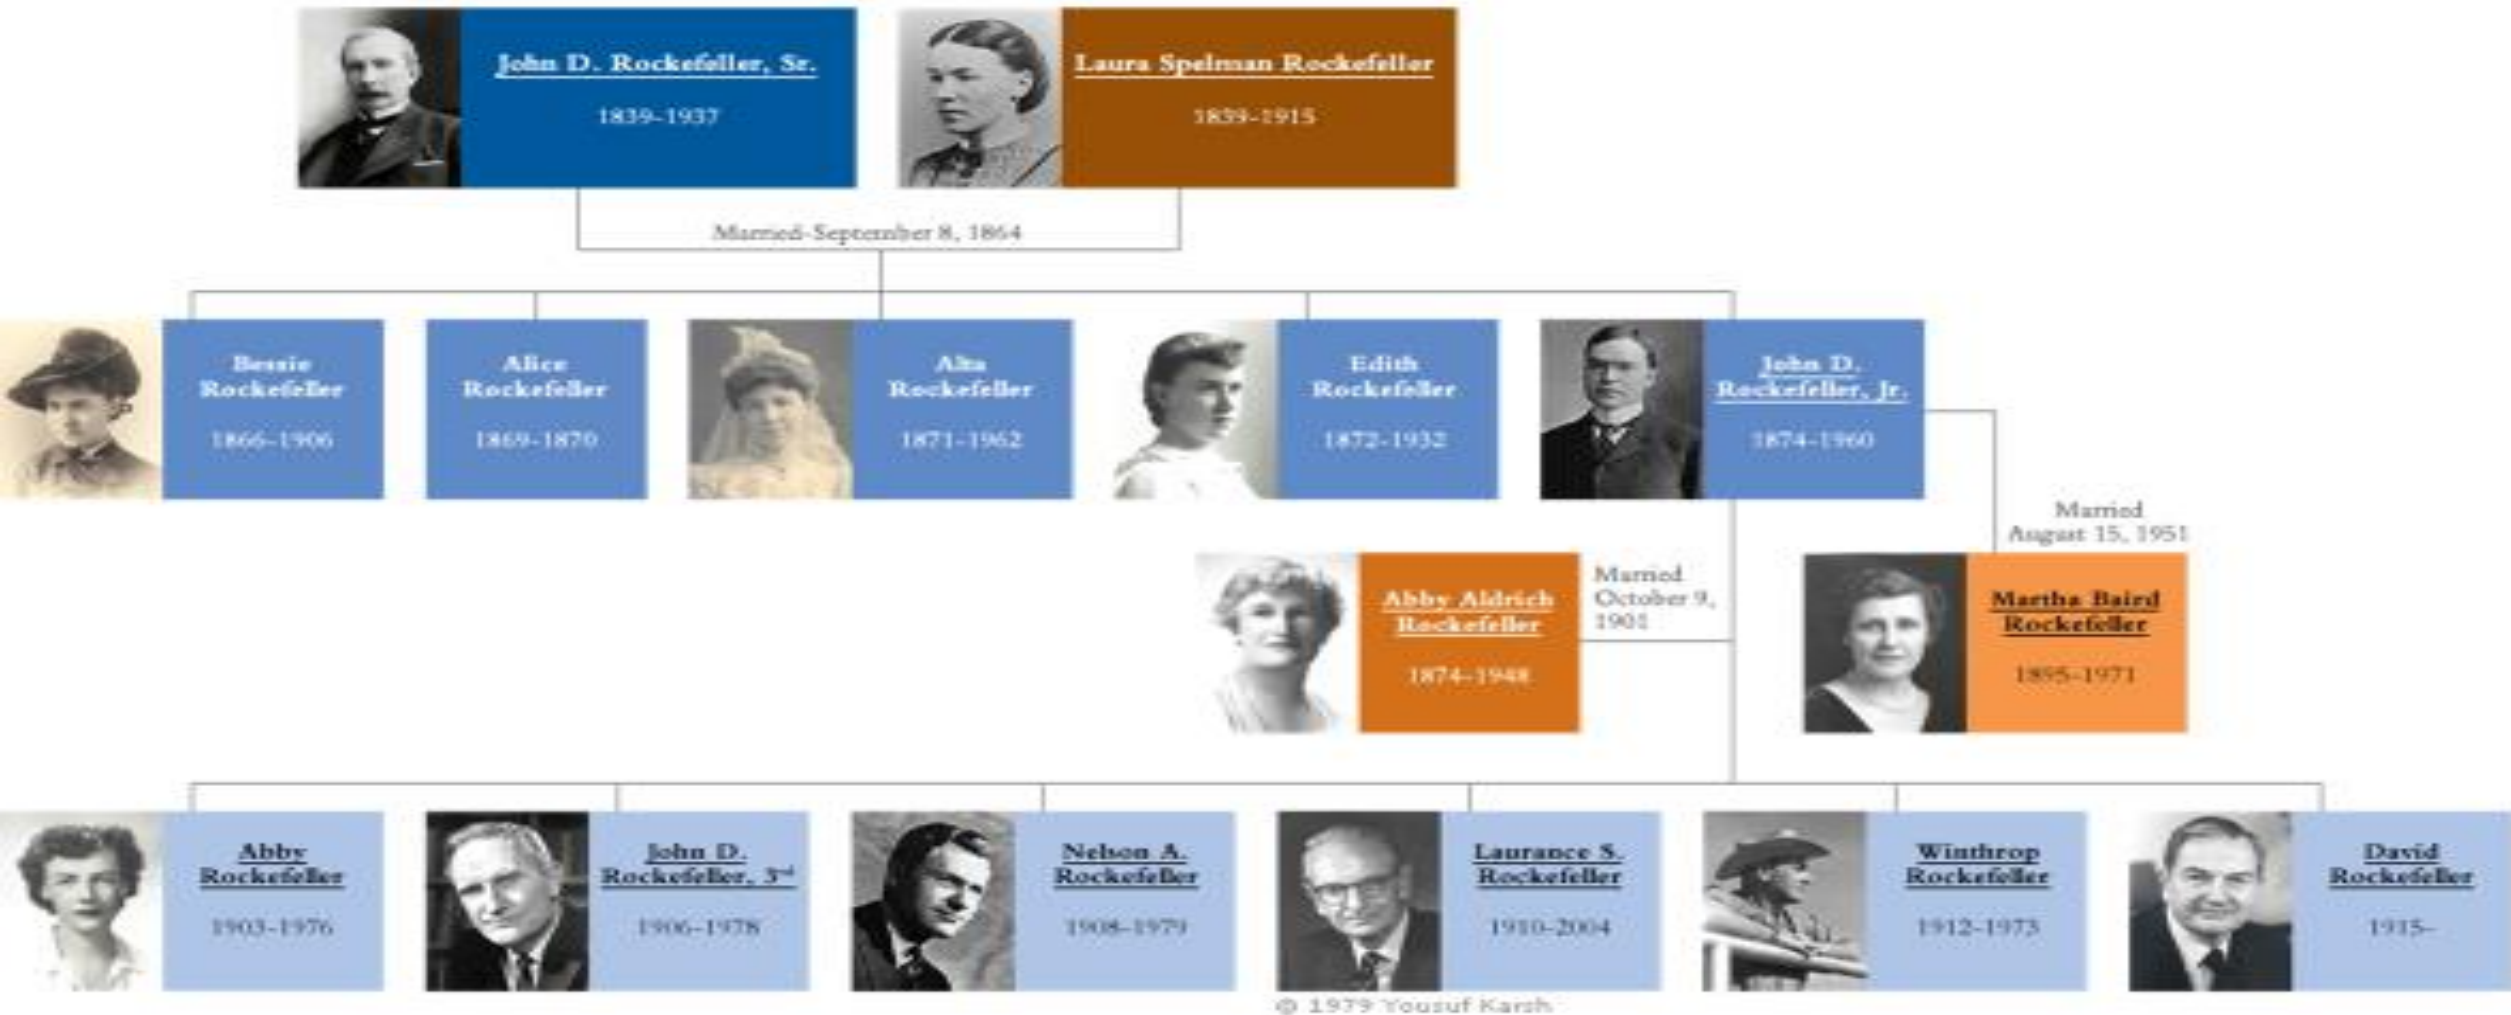 John D. Rockefeller, Sr.
1839-1937
Laura Spelman Rockefeller
1839-1915
Married-September 8, 1864
Bessie
Rockefeller
1866-1906
Alice
Rockefeller
1869-1870
Alta
Rockefeller
1871-1962
Edith
Rockefeller
1872-1932
John D.
Rockefeller, Jr.
1874-1960
Married
August 15, 1951
Abby Aldrich
Rockefeller
1874-1948
Married
October 9,
1901
Martha Baird
Rockefeller
1895-1971
Abby
Rockefeller
1903-1976
John D.
Rockefeller, 3rd
1906-1978
Nelson A.
Rockefeller
1908-1979
Laurance S.
Rockefeller
1910-2004
Winthrop
Rockefeller
1912-1973
David
Rockefeller
1915-
© 1979 Yousuf Karsh